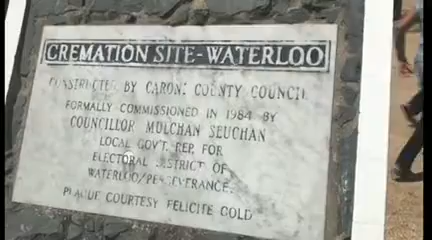 CREMATION SITE-WATERLOO
CONSTRUCTED BY CARONI COUNTY COUNCIL
FORMALLY COMMISSIONED IN 1984 BY
COUNCILLOR MULCHAN SEUCHAN
LOCAL GOVT. REP. FOR
ELECTORAL DISTRICT OF
WATERLOO/PERSEVERANCE.
PLAQUE COURTESY FELICITE GOLD